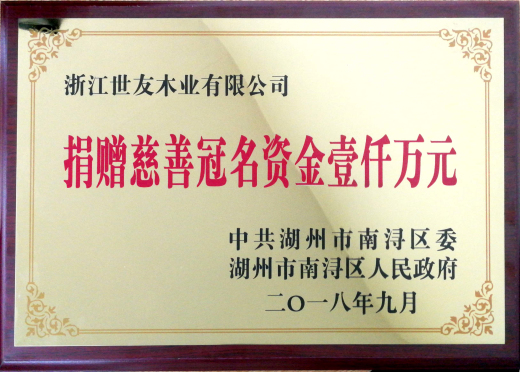 浙江世友木业有限公司
捐赠慈善冠名资金壹仟万元
中共湖州市南浔区委
湖州市南浔区人民政府
二〇一八年九月